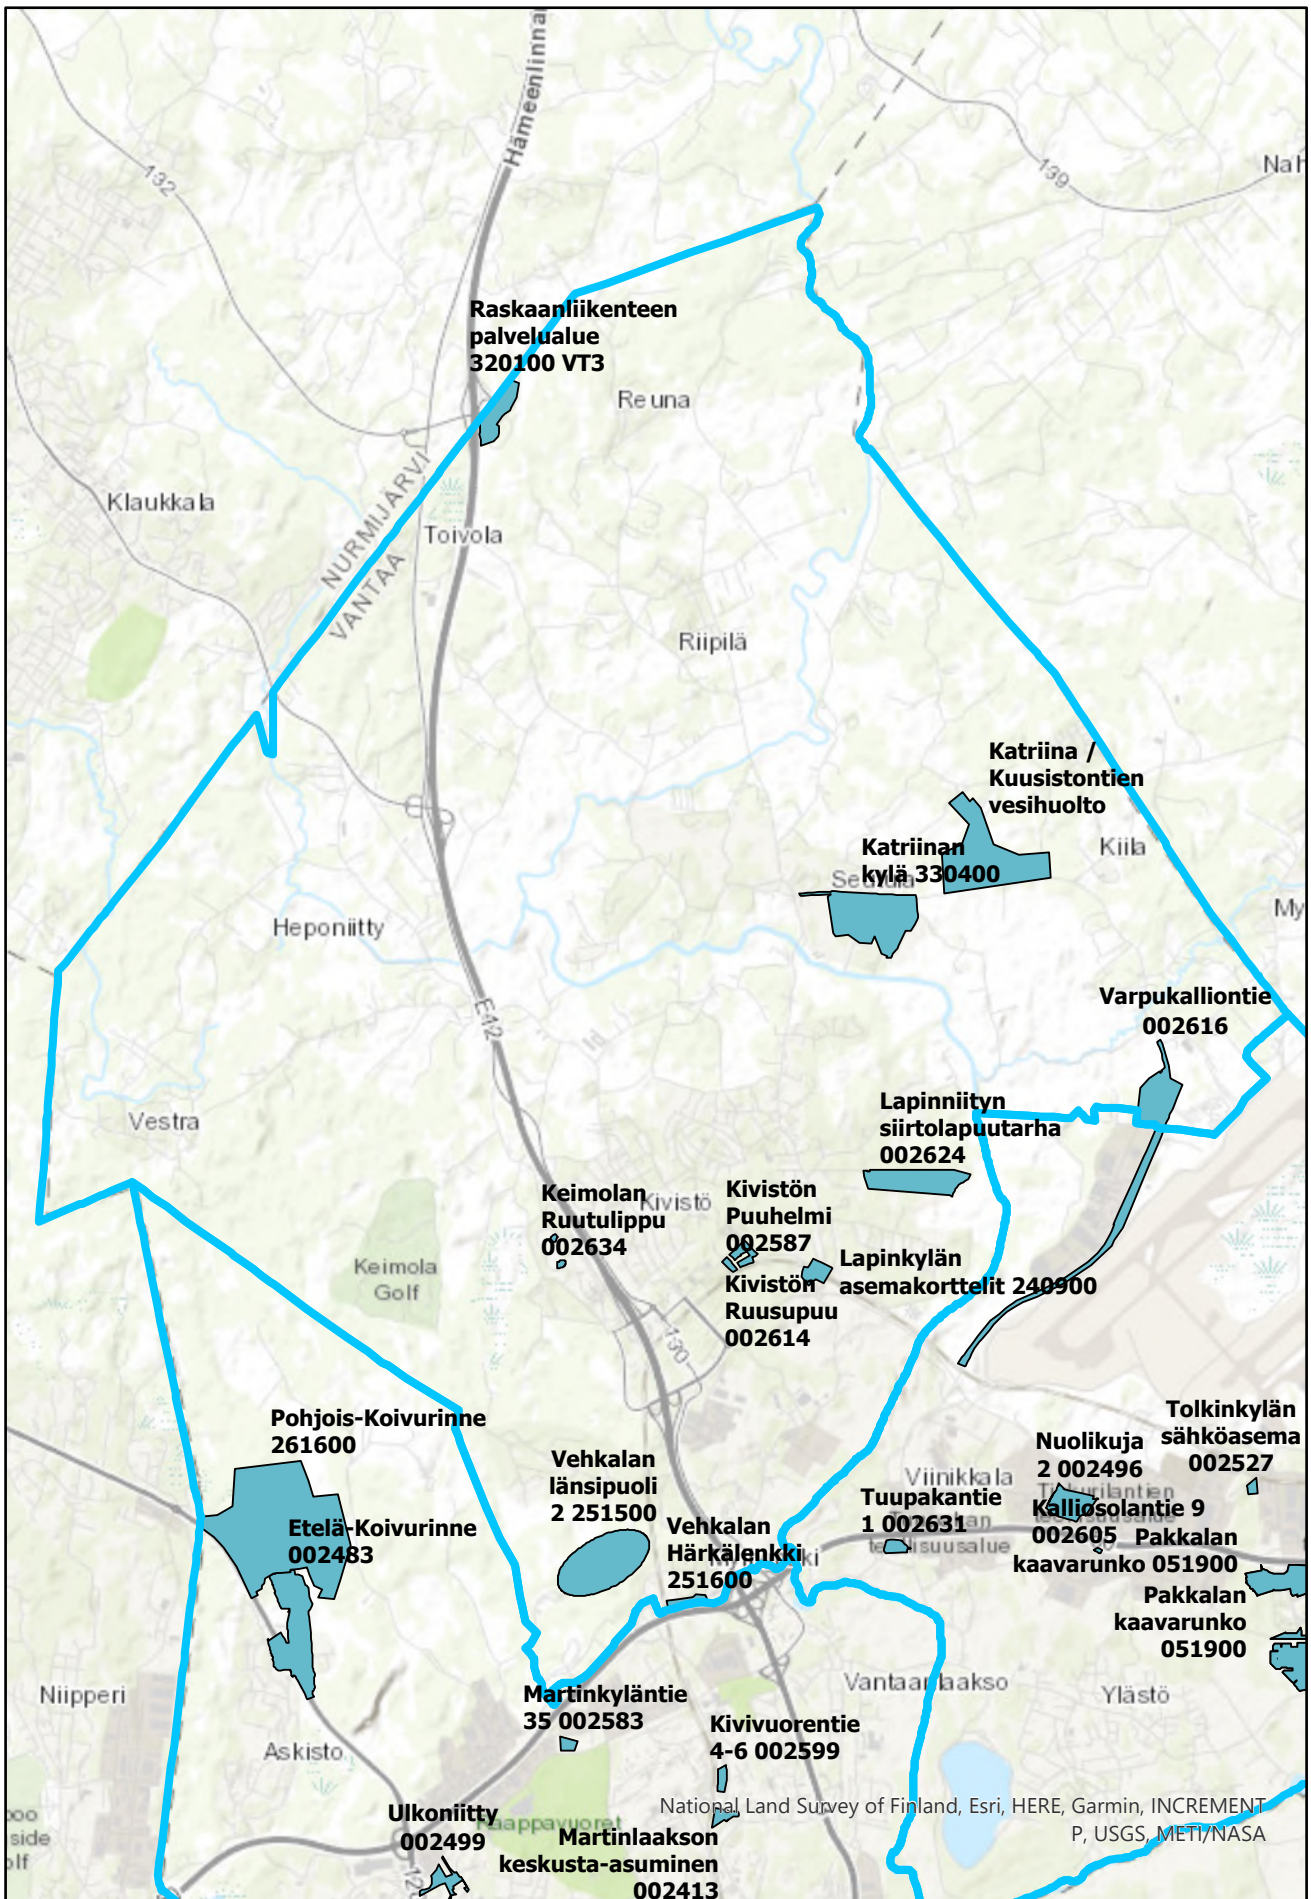 Hämeenlinnan
132
139
Nah
Raskaanliikenteen
palvelualue
320100 VT3
Reuna
Klaukkala
NURMIJÄRVI
VANTAA
Toivola
Riipilä
Katriina /
Kuusistontien
vesihuolto
Katriinan
kylä 330400
Seutula
Kiila
My
Heponiitty
E12
Varpukalliontie
002616
Vestra
Lapinniityn
siirtolapuutarha
002624
Keimolan
Ruutulippu
002634
Kivistö
Kivistön
Puuhelmi
002587
Keimola
Golf
Lapinkylän
asemakorttelit 240900
Kivistön
Ruusupuu
002614
130
Pohjois-Koivurinne
261600
Etelä-Koivurinne
002483
Vehkalan
länsipuoli
2 251500
Vehkalan
Härkälenkki
251600
Viinikkala
Tuupakantie
1 002631
Nuolikuja
2 002496
Tolkinkylän
sähköasema
002527
Kalliosolantie 9
002605
Pakkalan
kaavarunko 051900
Pakkalan
kaavarunko
051900
Niipperi
Martinkyläntie
35 002583
Vantaanlaakso
Ylästö
Kivivuorentie
4-6 002599
Askisto
Ulkoniitty
002499
Martinlaakson
keskusta-asuminen
002413
National Land Survey of Finland, Esri, HERE, Garmin, INCREMENT
P, USGS, METI/NASA